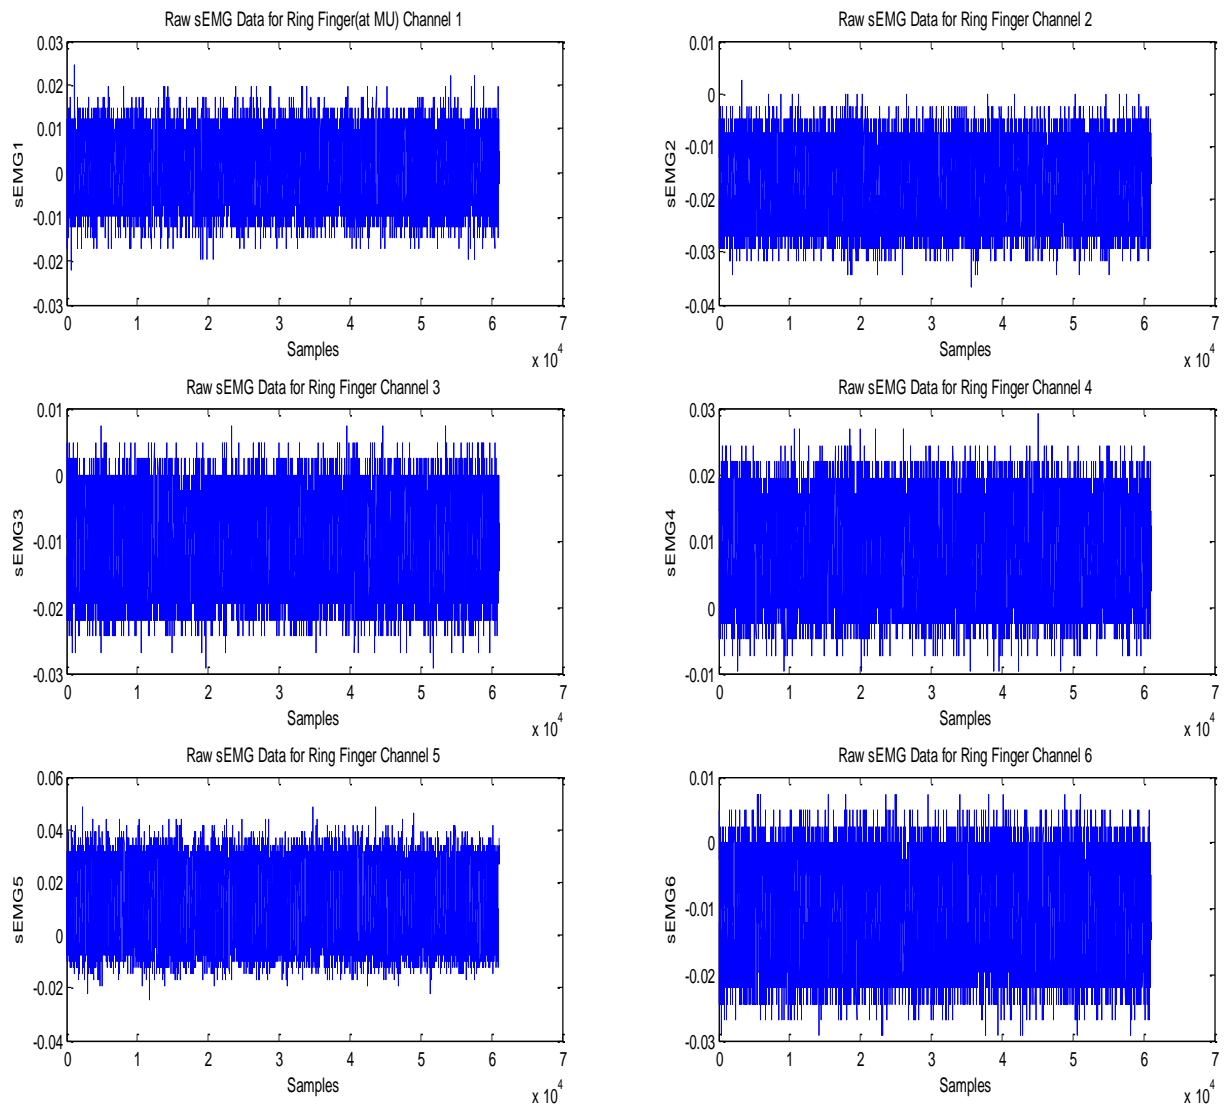 Raw sEMG Data for Ring Finger(at MU) Channel 1
0.03
0.02
0.01
0
-0.01
-0.02
-0.03
sEMG1
0 1 2 3 4 5 6 7
Samples
x 10^4
Raw sEMG Data for Ring Finger Channel 2
0.01
0
-0.01
-0.02
-0.03
-0.04
sEMG2
0 1 2 3 4 5 6 7
Samples
x 10^4
Raw sEMG Data for Ring Finger Channel 3
0.01
0
-0.01
-0.02
-0.03
sEMG3
0 1 2 3 4 5 6 7
Samples
x 10^4
Raw sEMG Data for Ring Finger Channel 4
0.03
0.02
0.01
0
-0.01
sEMG4
0 1 2 3 4 5 6 7
Samples
x 10^4
Raw sEMG Data for Ring Finger Channel 5
0.06
0.04
0.02
0
-0.02
-0.04
sEMG5
0 1 2 3 4 5 6 7
Samples
x 10^4
Raw sEMG Data for Ring Finger Channel 6
0.01
0
-0.01
-0.02
-0.03
sEMG6
0 1 2 3 4 5 6 7
Samples
x 10^4